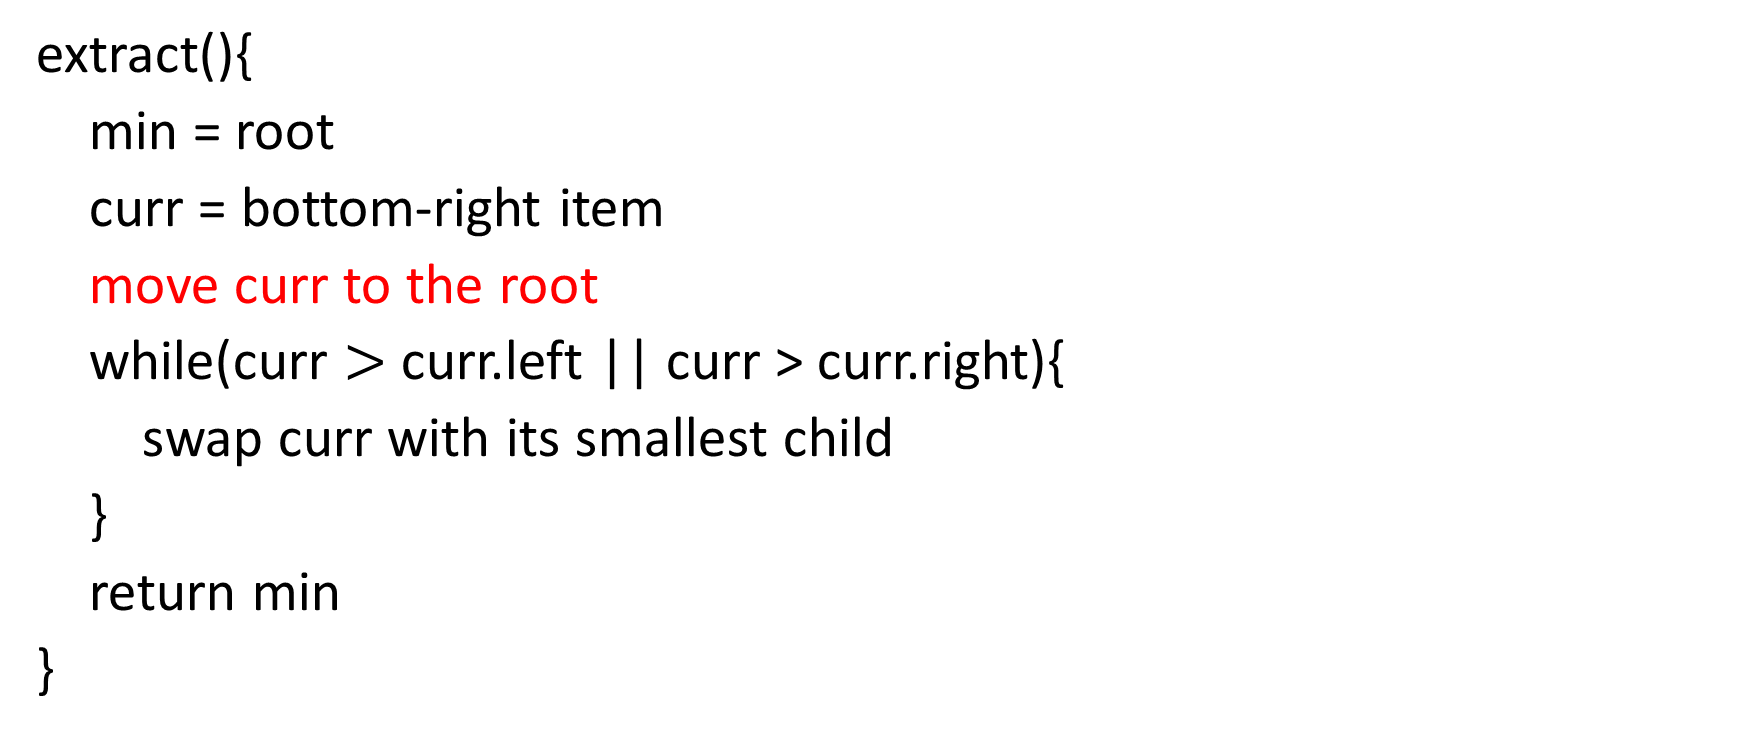 extract(){
min = root
curr = bottom-right item
move curr to the root
while(curr > curr.left || curr > curr.right){
swap curr with its smallest child
}
return min
}